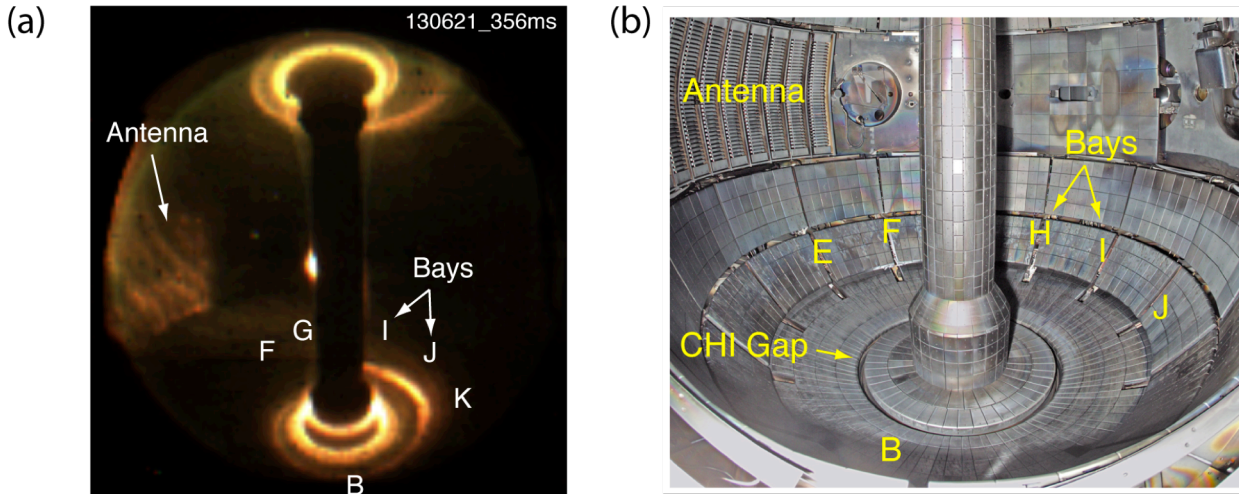 (a)
130621_356ms
Antenna
Bays
G
I
F
J
K
B
(b)
Antenna
Bays
F
H
E
I
J
CHI Gap
B